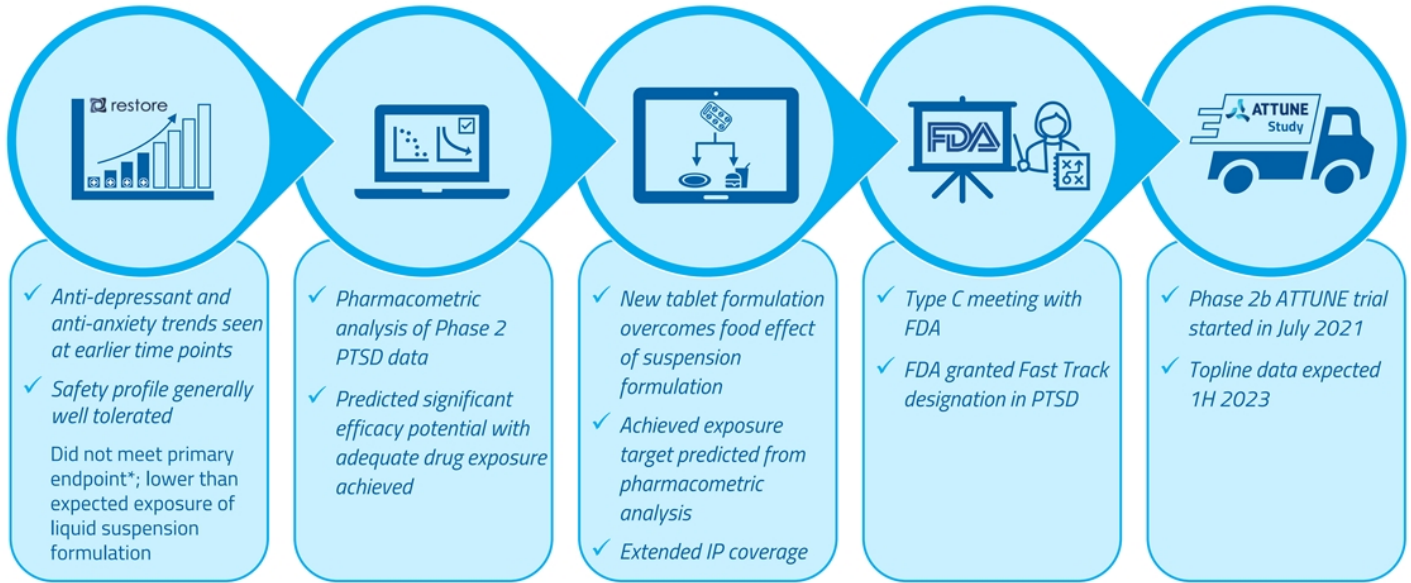 restore
Anti-depressant and
anti-anxiety trends seen
at earlier time points
Safety profile generally
well tolerated
Did not meet primary
endpoint*; lower than
expected exposure of
liquid suspension
formulation
Pharmacometric
analysis of Phase 2
PTSD data
Predicted significant
efficacy potential with
adequate drug exposure
achieved
New tablet formulation
overcomes food effect
of suspension
formulation
Achieved exposure
target predicted from
pharmacometric
analysis
Extended IP coverage
FDA
Type C meeting with
FDA
FDA granted Fast Track
designation in PTSD
ATTUNE
Study
Phase 2b ATTUNE trial
started in July 2021
Topline data expected
1H 2023